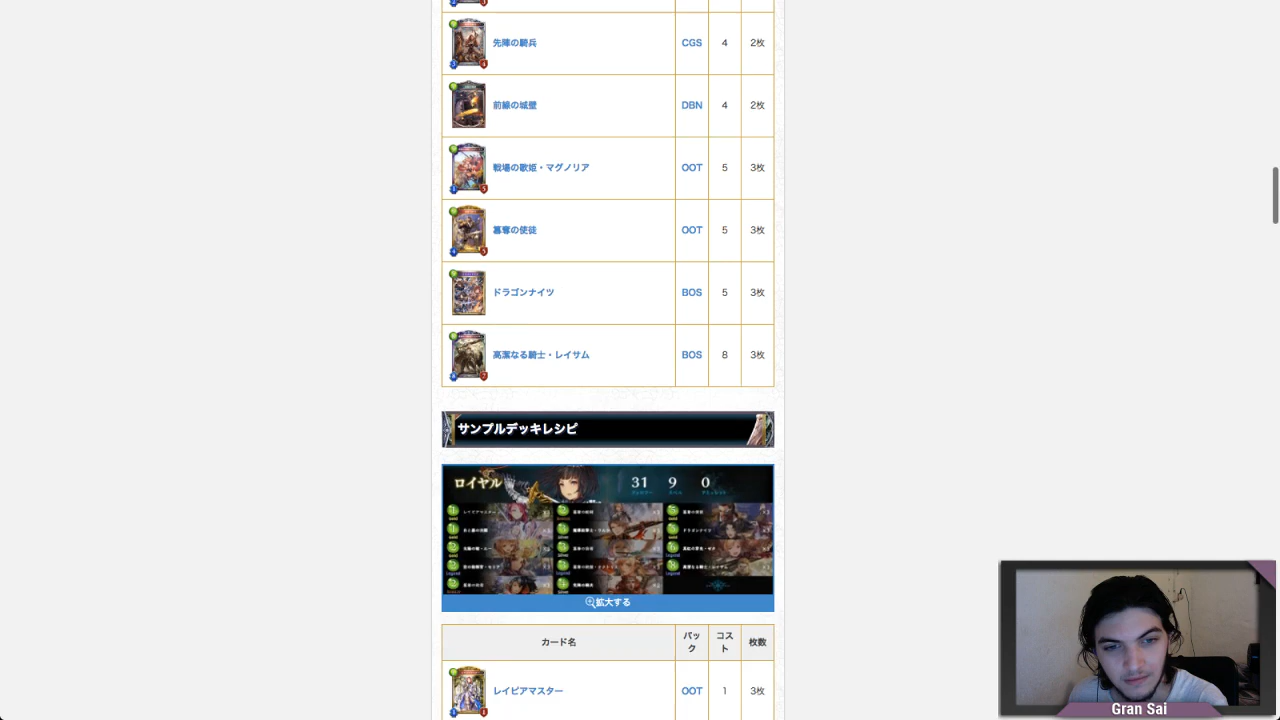 先陣の騎兵 CGS 4 2枚
前線の城壁 DBN 4 2枚
戦場の歌姫・マグノリア OOT 5 3枚
簒奪の使徒 OOT 5 3枚
ドラゴンナイツ BOS 5 3枚
高潔なる騎士・レイサム BOS 8 3枚
サンプルデッキレシピ
ロイヤル 31 9 0
拡大する
カード名 パック コスト 枚数
レイピアマスター OOT 1 3枚
Gran Sai